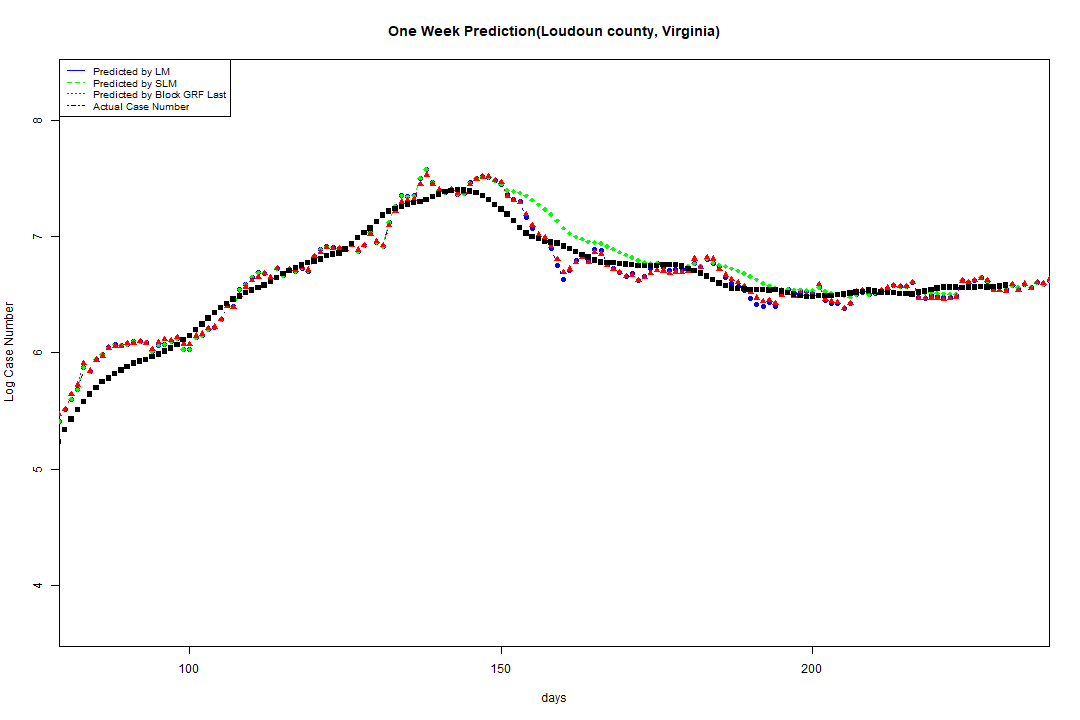 One Week Prediction(Loudoun county, Virginia)
Predicted by LM
Predicted by SLM
Predicted by Block GRF Last
Actual Case Number
8
7
6
5
4
Log Case Number
100 150 200
days